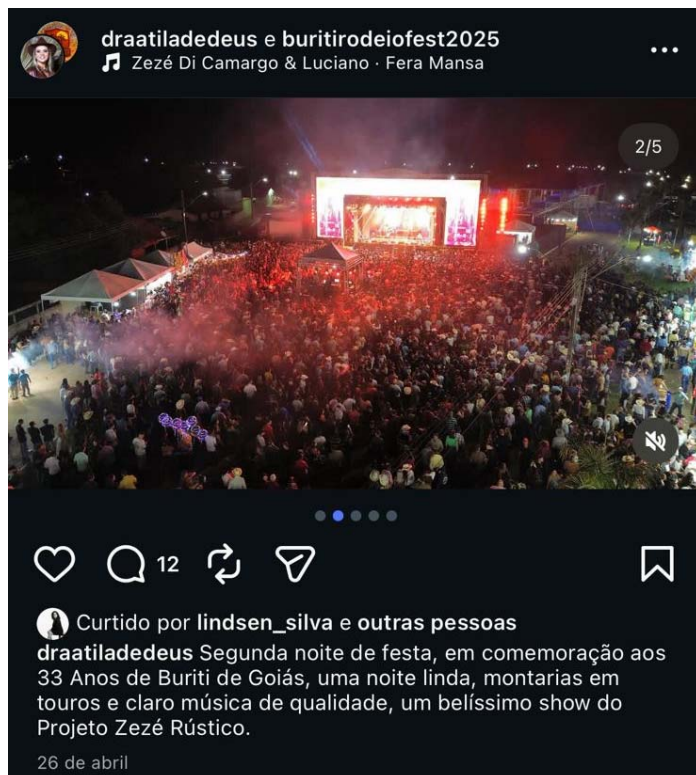 draatiladedeus e buritirodeiofest2025
Zezé Di Camargo & Luciano · Fera Mansa
2/5
12
Curtido por lindsen_silva e outras pessoas
draatiladedeus Segunda noite de festa, em comemoração aos
33 Anos de Buriti de Goiás, uma noite linda, montarias em
touros e claro música de qualidade, um belíssimo show do
Projeto Zezé Rústico.
26 de abril